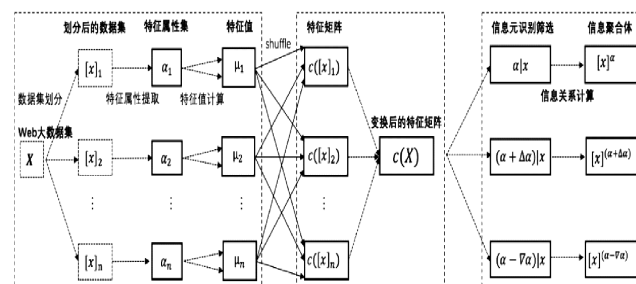 划分后的数据集 特征属性集 特征值 特征矩阵 信息元识别筛选 信息聚合体
shuffle
[x]₁ α₁ μ₁ c([x]₁) α|x [x]^α
数据集划分 特征属性提取 特征值计算 信息关系计算
变换后的特征矩阵
Web大数据集
X [x]₂ α₂ μ₂ c([x]₂) c(X) (α + Δα)|x [x]^(α+Δα)
⋮ ⋮ ⋮ ⋮
[x]ₙ αₙ μₙ c([x]ₙ) (α − ∇α)|x [x]^(α−∇α)